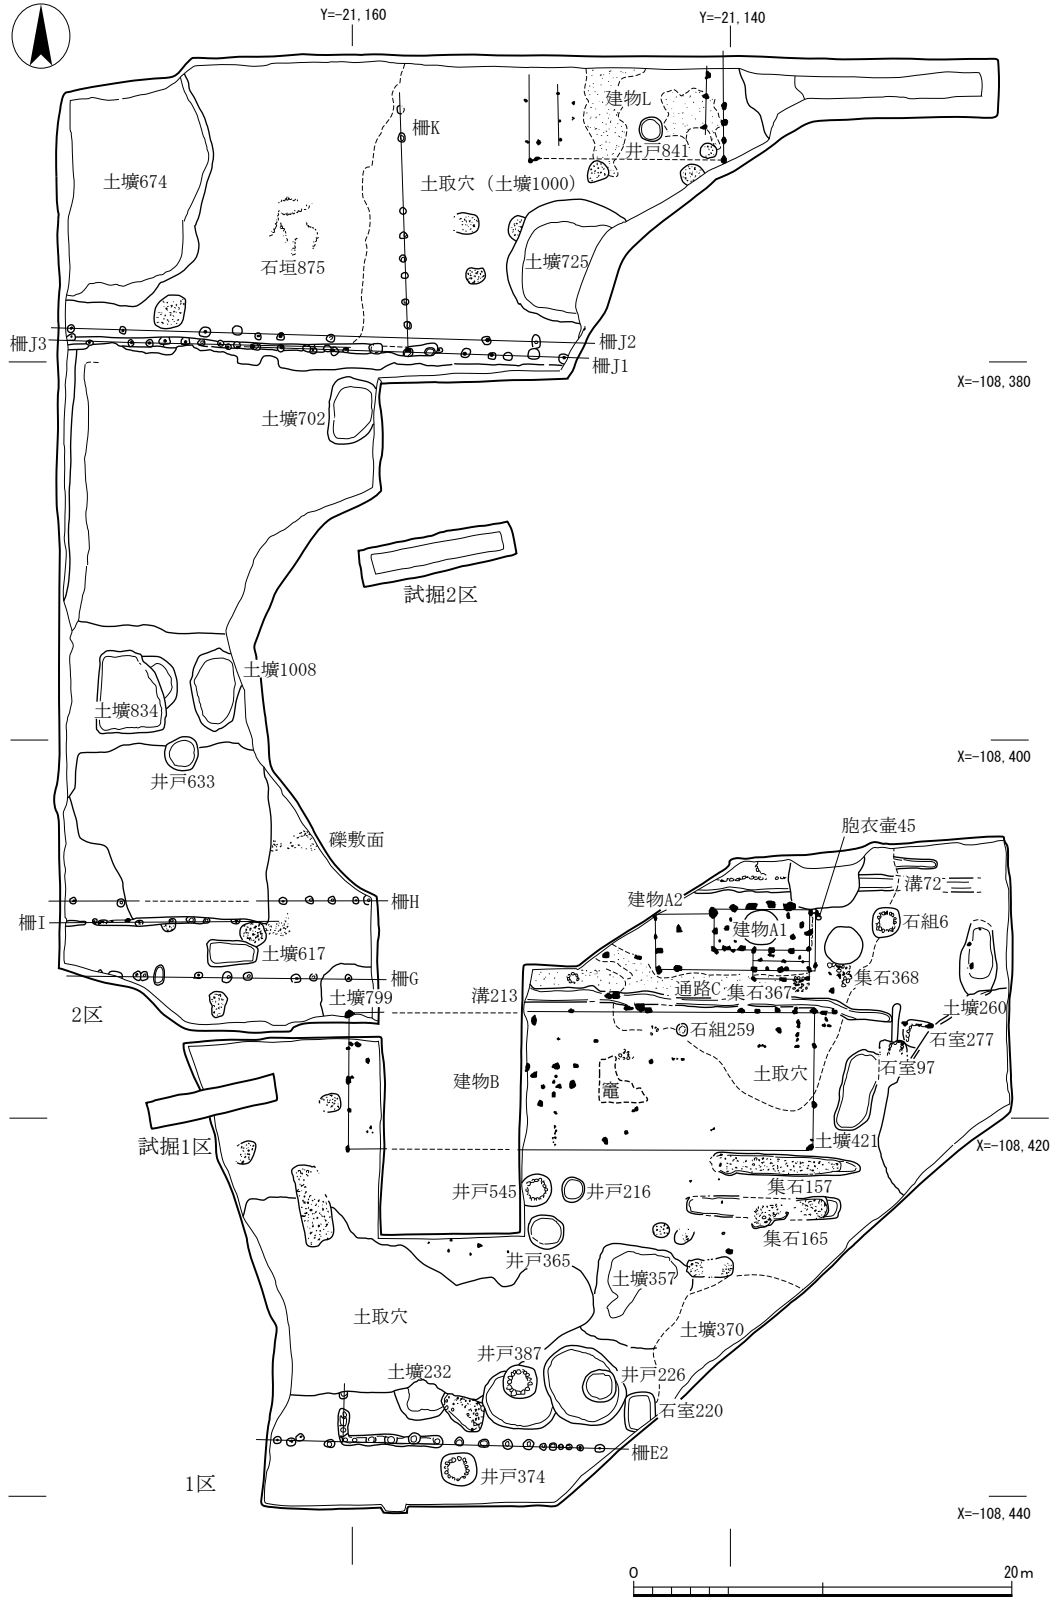 Y=-21,160
Y=-21,140
建物L
柵K
井戸841
土壙674
土取穴（土壙1000）
石垣875
土壙725
柵J3
柵J2
柵J1
X=-108,380
土壙702
試掘2区
土壙1008
土壙834
X=-108,400
井戸633
胞衣壷45
礫敷面
溝72
柵H
建物A2
石組6
柵I
建物A1
土壙617
集石368
柵G
通路C
集石367
土壙799
溝213
土壙260
2区
石組259
石室277
石室97
建物B
竈
土取穴
試掘1区
土壙421
X=-108,420
集石157
井戸545
井戸216
集石165
井戸365
土壙357
土取穴
土壙370
井戸387
土壙232
井戸226
石室220
柵E2
井戸374
1区
X=-108,440
0
20m